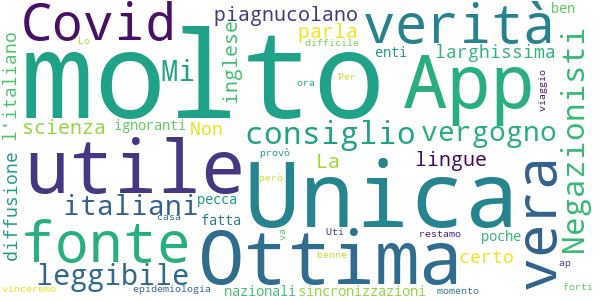 Covid piagnucolano verità ben
Lo parla difficile enti larghissima
molto Mi inglese App Negazionisti
l'italiano ora Per viaggio
scienza ignoranti Non consiglio vergogno
diffusione utile provò La lingue
pecca però Unica vera
italiani fatta
fonte casa Ottima va Uti restamo poche
leggibile benne certo ap
vinceremo epidemiologia nazionali sincronizzazioni momento forti